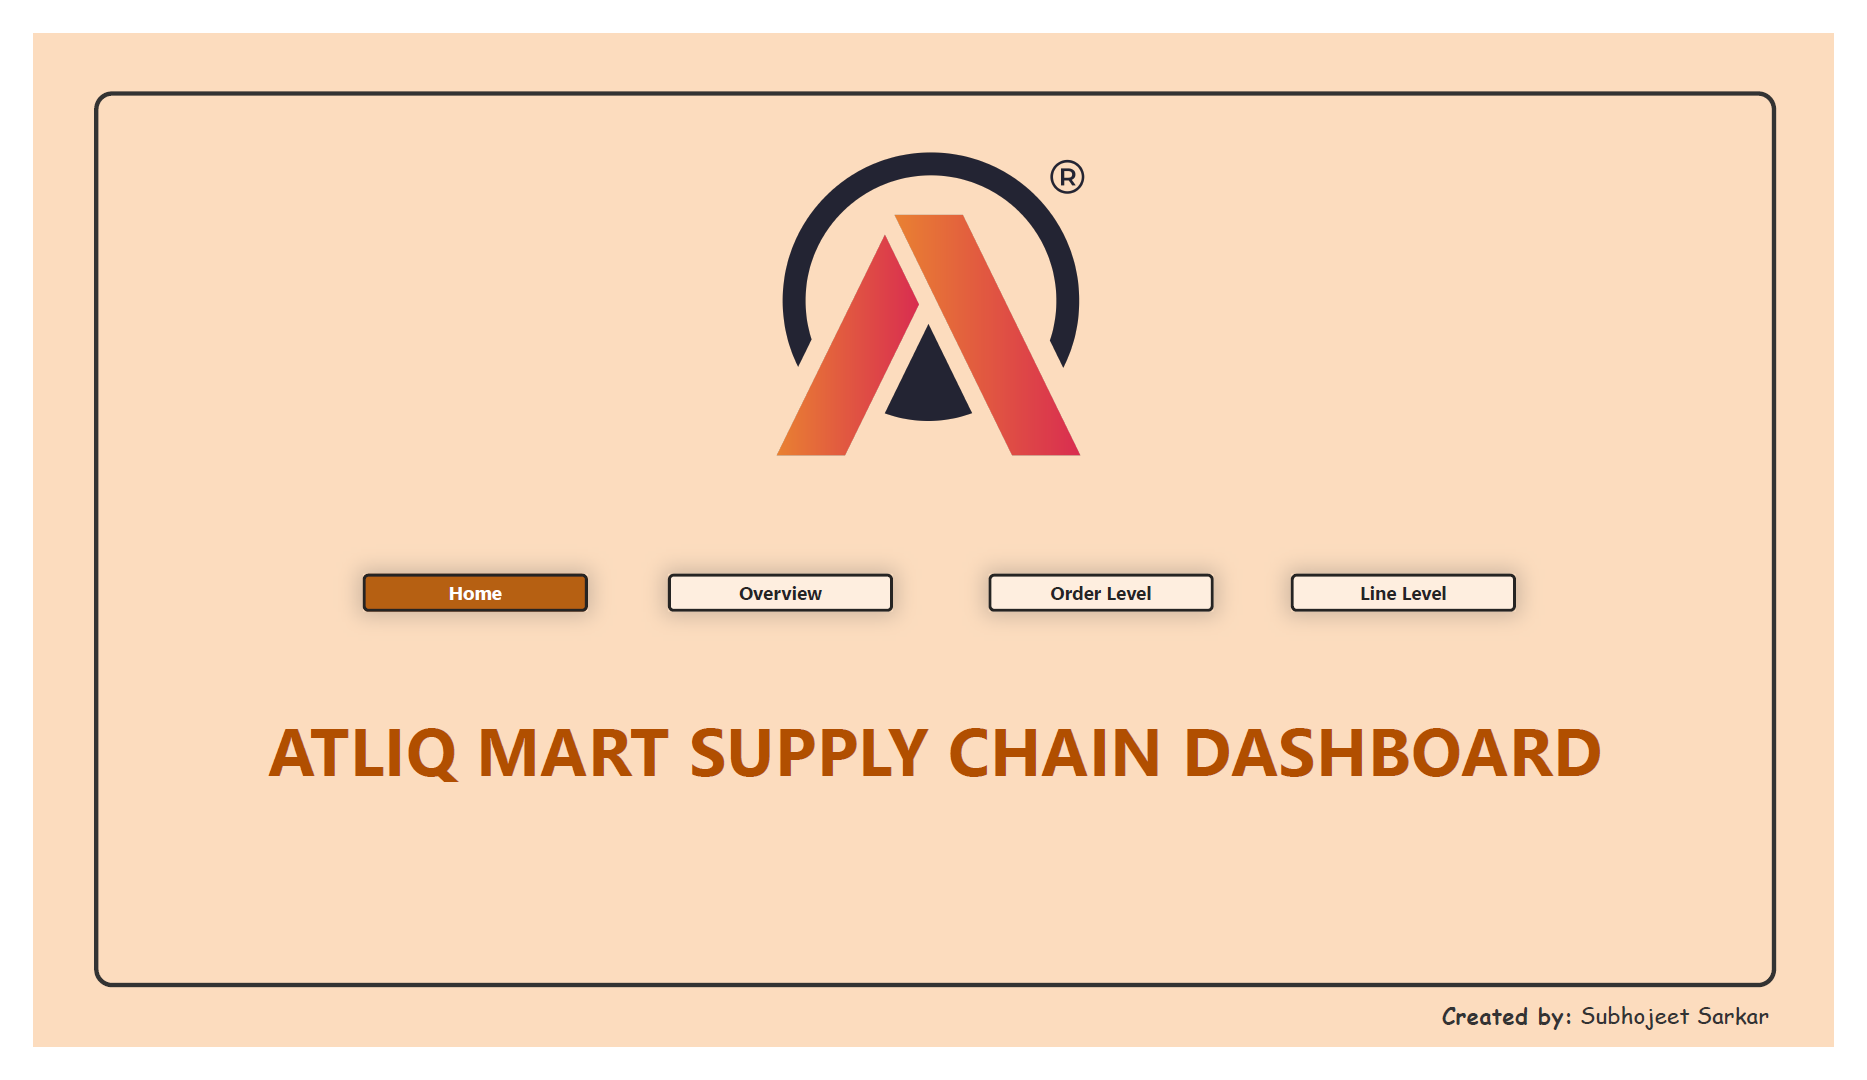 ®
Home
Overview
Order Level
Line Level
ATLIQ MART SUPPLY CHAIN DASHBOARD
Created by: Subhojeet Sarkar